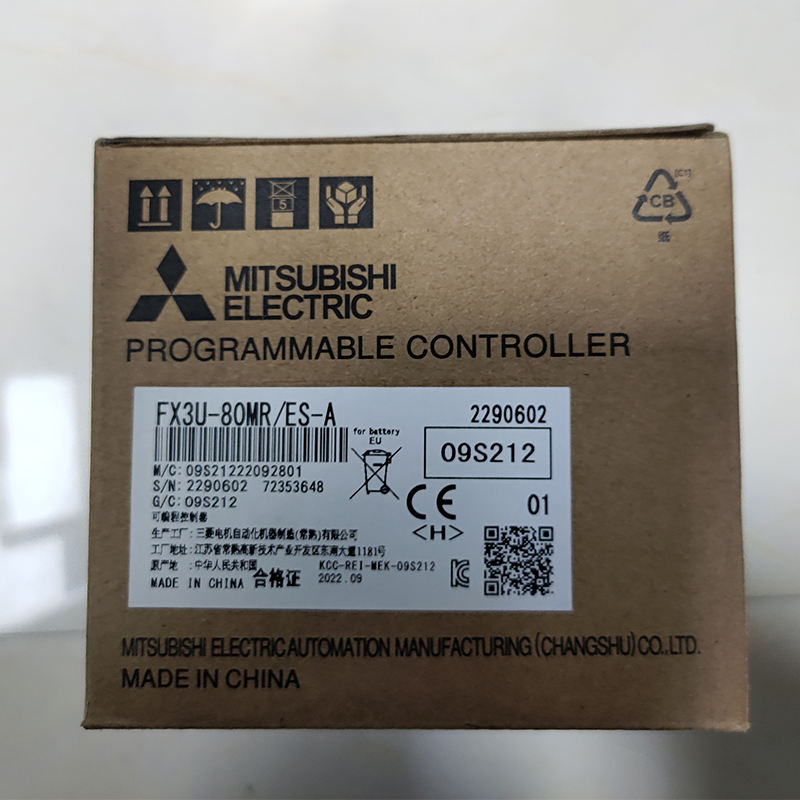 5
[C1]
CB
纸
MITSUBISHI
ELECTRIC
PROGRAMMABLE CONTROLLER
FX3U-80MR/ES-A
2290602
for battery
EU
09S212
M/C: 09S21222092801
S/N: 2290602 72353648
G/C: 09S212
CE
<H>
01
可编程控制器
生产工厂: 三菱电机自动化机器制造(常熟)有限公司
工厂地址: 江苏省常熟高新技术产业开发区东南大道1181号
原产地 : 中华人民共和国
KCC-REI-MEK-09S212
MADE IN CHINA 合格证 2022.09
MITSUBISHI ELECTRIC AUTOMATION MANUFACTURING (CHANGSHU) CO.,LTD.
MADE IN CHINA